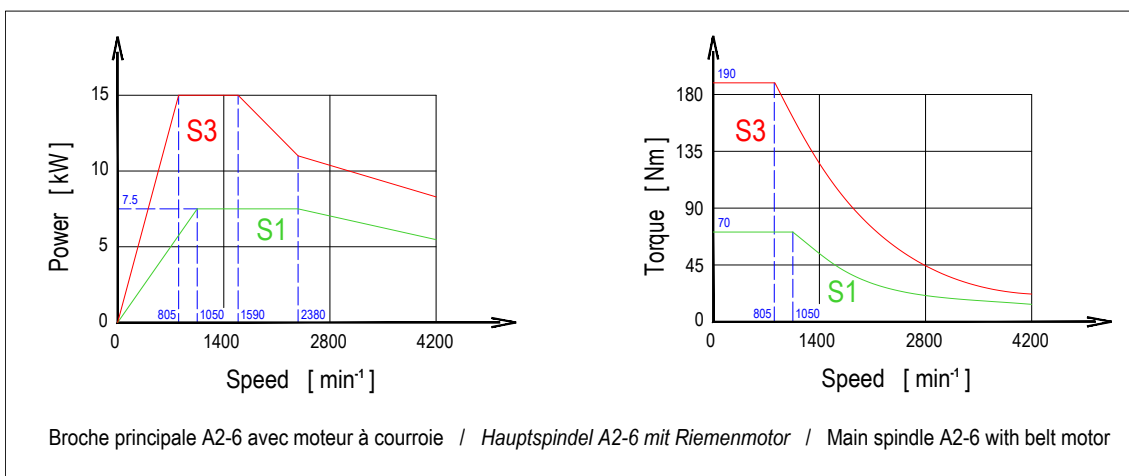 Power [ kW]
15
10
7.5
5
0
S3
S1
805
1050
1590
2380
0
1400
2800
4200
Speed [ min⁻¹ ]
Torque [ Nm]
190
180
135
90
70
45
0
S3
S1
805
1050
0
1400
2800
4200
Speed [ min⁻¹ ]
Broche principale A2-6 avec moteur à courroie / Hauptspindel A2-6 mit Riemenmotor / Main spindle A2-6 with belt motor